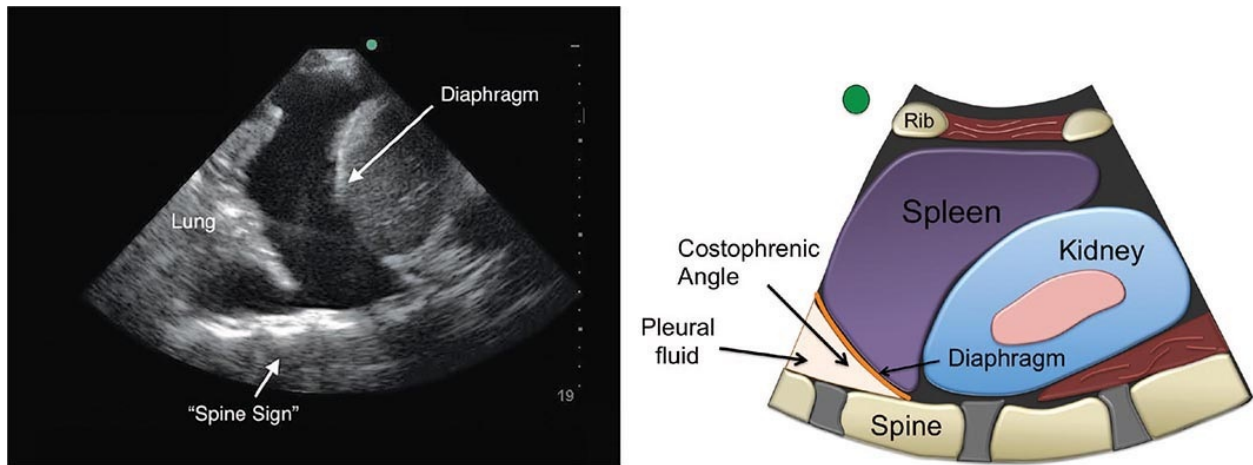 Diaphragm
Lung
"Spine Sign"
19
Rib
Spleen
Costophrenic
Angle
Kidney
Pleural
fluid
Diaphragm
Spine